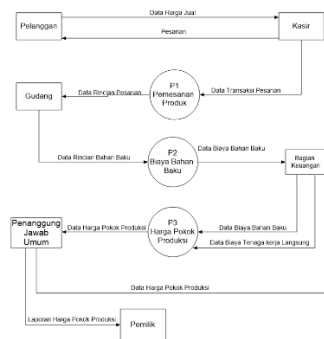 Data Harga Jual
Pelanggan
Kasir
Pesanan
P1
Pemesanan
Produk
Gudang
Data Rincian Pesanan
Data Transaksi Pesanan
P2
Biaya Bahan
Baku
Data Biaya Bahan Baku
Data Rincian Bahan Baku
Bagian
Keuangan
Penanggung
Jawab
Umum
Data Harga Pokok Produksi
P3
Harga Pokok
Produksi
Data Biaya Bahan Baku
Data Biaya Tenaga kerja Langsung
Data Harga Pokok Produksi
Laporan Harga Pokok Produksi
Pemilik